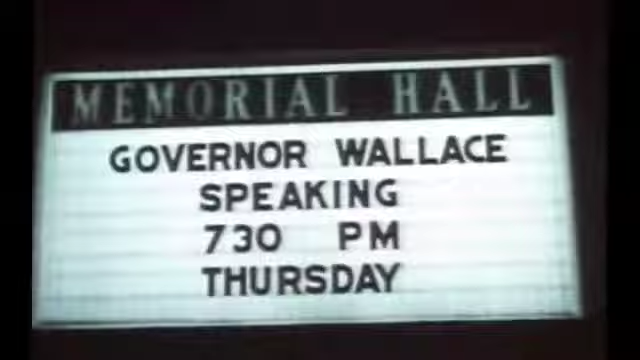 MEMORIAL HALL
GOVERNOR WALLACE
SPEAKING
730 PM
THURSDAY